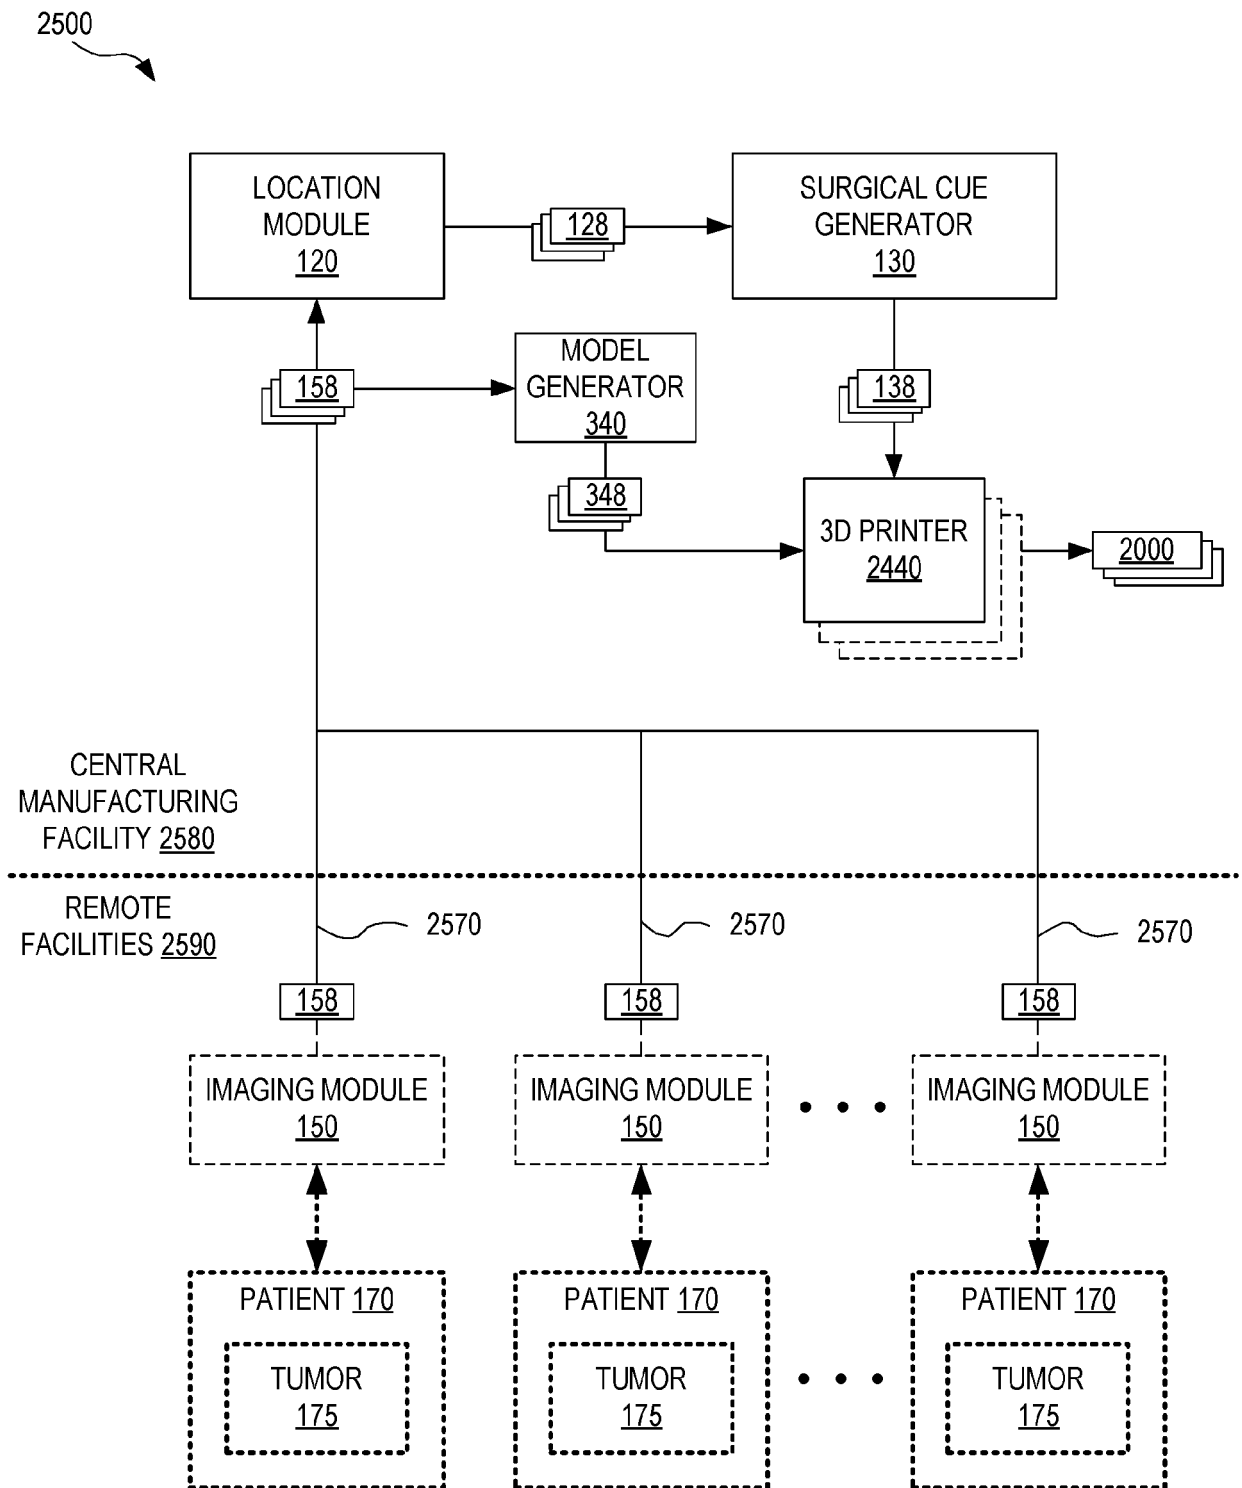 2500
LOCATION
MODULE
120
128
SURGICAL CUE
GENERATOR
130
158
MODEL
GENERATOR
340
138
348
3D PRINTER
2440
2000
CENTRAL
MANUFACTURING
FACILITY 2580
REMOTE
FACILITIES 2590
2570
2570
2570
158
158
158
IMAGING MODULE
150
IMAGING MODULE
150
IMAGING MODULE
150
PATIENT 170
TUMOR
175
PATIENT 170
TUMOR
175
PATIENT 170
TUMOR
175